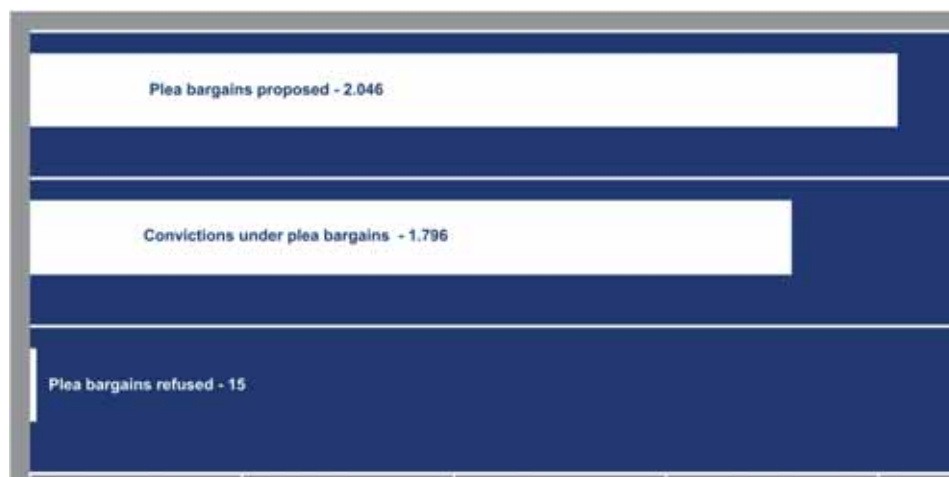 Plea bargains proposed - 2.046
Convictions under plea bargains - 1.796
Plea bargains refused - 15